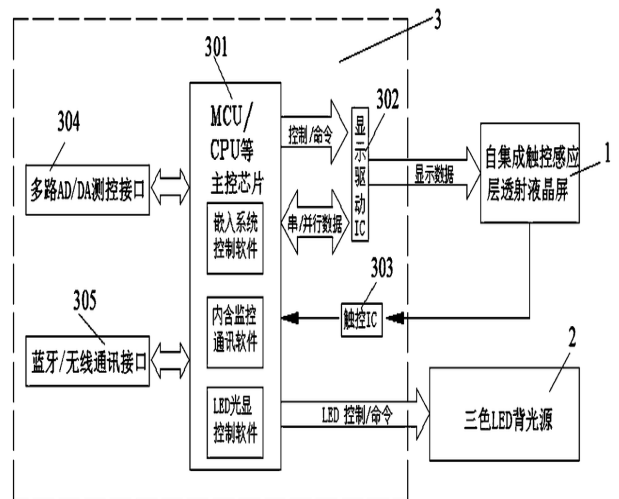 3
301
MCU/
CPU等
主控芯片
嵌入系统
控制软件
内含监控
通讯软件
LED光显
控制软件
304
多路AD/DA测控接口
305
蓝牙/无线通讯接口
控制/命令
串/并行数据
302
显示驱动IC
显示数据
自集成触控感应
层透射液晶屏
1
303
触控IC
LED 控制/命令
2
三色LED背光源